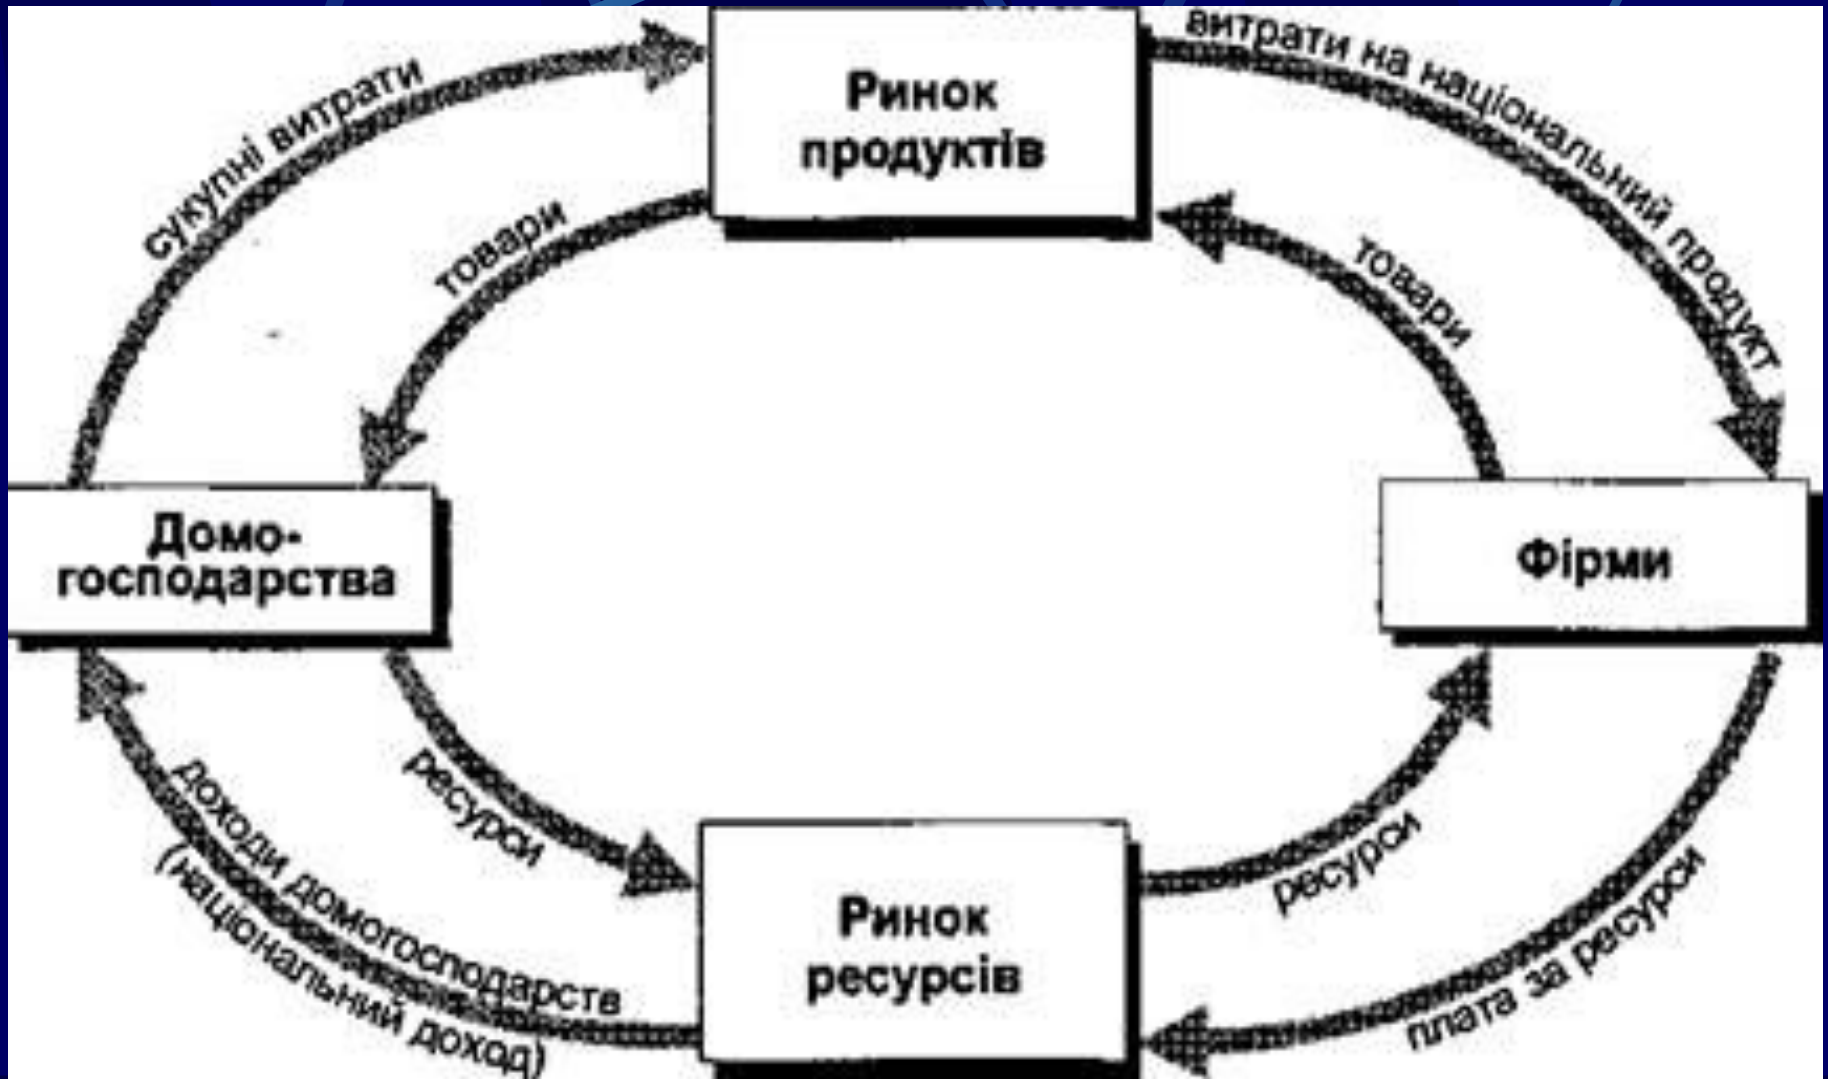 витрати на національний продукт
сукупні витрати
Ринок
продуктів
товари
товари
Домо-
господарства
Фірми
ресурси
ресурси
доходи домогосподарств
(національний доход)
Ринок
ресурсів
плата за ресурси